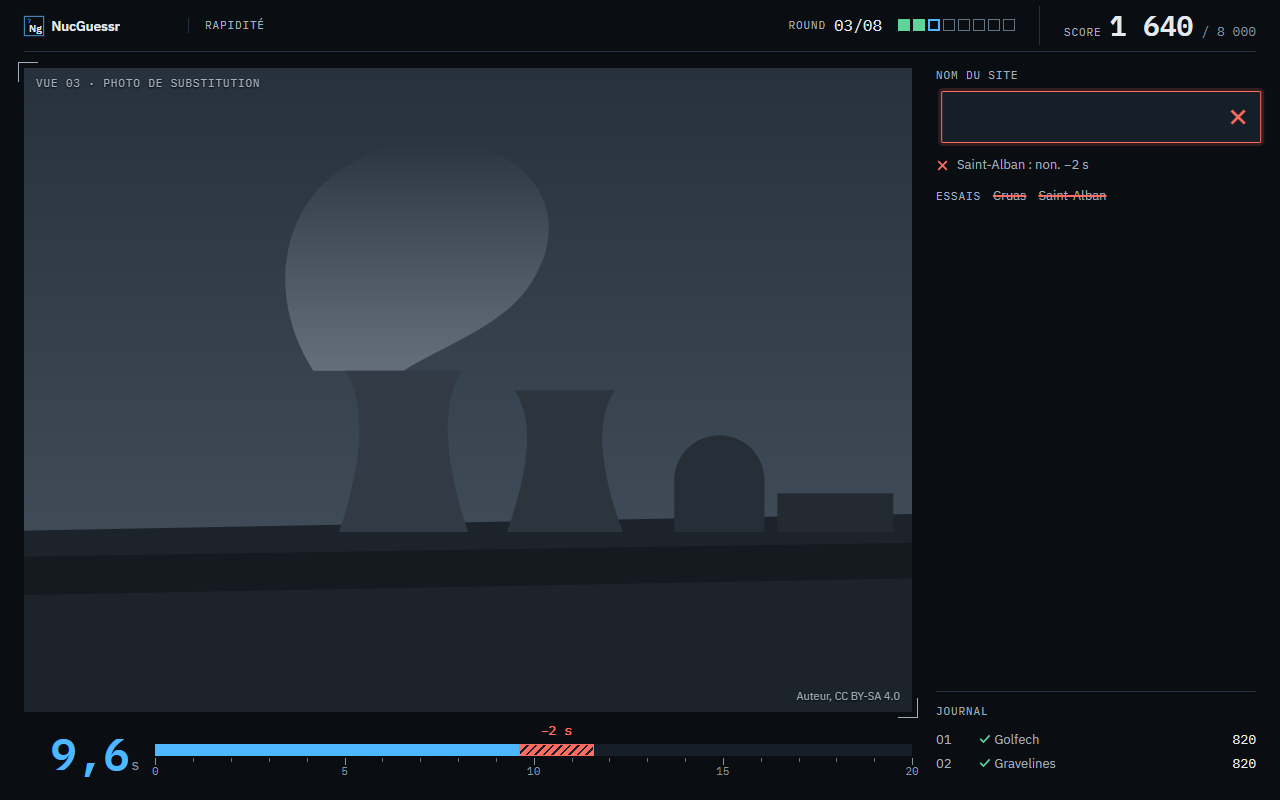 ? Ng NucGuessr RAPIDITÉ ROUND 03/08 SCORE 1 640 / 8 000
VUE 03 · PHOTO DE SUBSTITUTION
NOM DU SITE
Saint-Alban : non. −2 s
ESSAIS Cruas Saint-Alban
Auteur, CC BY-SA 4.0
JOURNAL
01 Golfech 820
02 Gravelines 820
−2 s
9,6 s
0 5 10 15 20